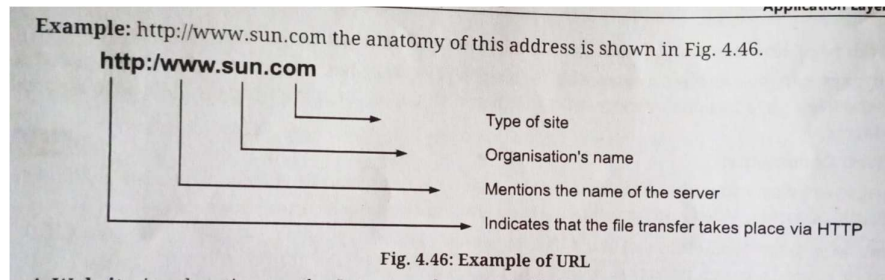 Application Layer
Example: http://www.sun.com the anatomy of this address is shown in Fig. 4.46.
http:/www.sun.com
Type of site
Organisation's name
Mentions the name of the server
Indicates that the file transfer takes place via HTTP
Fig. 4.46: Example of URL